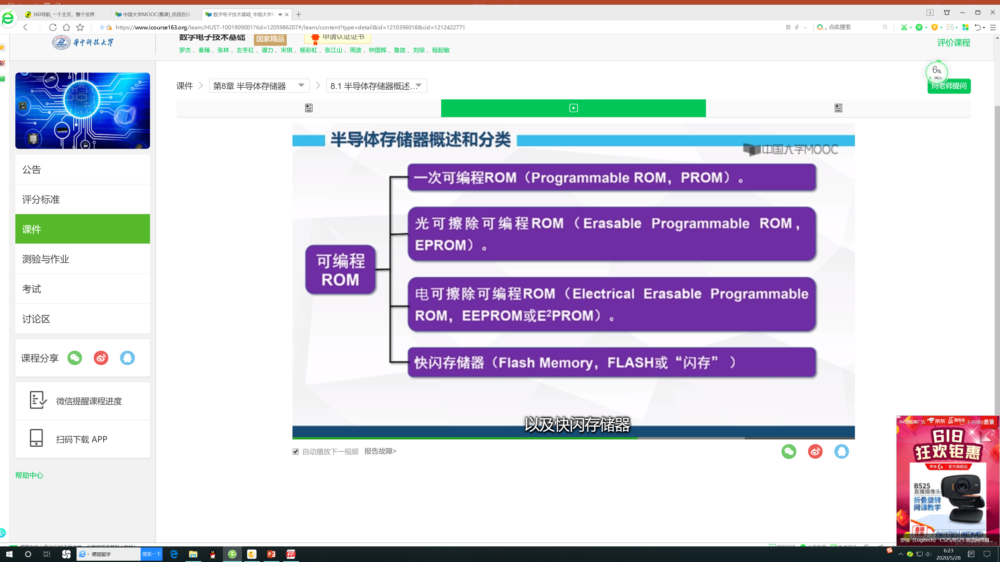 360导航_一个主页，整个世界
中国大学MOOC(慕课)_优质在线
数字电子技术基础_中国大学M
3
https://www.icourse163.org/learn/HUST-1001909001?tid=1205986207#/learn/content?type=detail&id=1210396018&cid=1212422771
点此搜索
译
華中科技大学
数字电子技术基础
国家精品
申请认证证书
罗杰、秦臻、张林、左冬红、谭力、宋琪、杨彩虹、张江山、周波、钟国辉、鲁放、刘琼、程起敏
评价课程
6%
0K/s
向老师提问
课件
第8章 半导体存储器
8.1 半导体存储器概述...
公告
评分标准
课件
测验与作业
考试
讨论区
课程分享
微信提醒课程进度
扫码下载 APP
帮助中心
半导体存储器概述和分类
中国大学MOOC
可编程
ROM
一次可编程ROM（Programmable ROM，PROM）。
光可擦除可编程ROM（Erasable Programmable ROM，
EPROM）。
电可擦除可编程ROM（Electrical Erasable Programmable
ROM，EEPROM或E²PROM）。
快闪存储器（Flash Memory，FLASH或“闪存” ）
以及快闪存储器
自动播放下一视频
报告故障>
360浏览器广告
京东
不再弹出
热销
618
狂欢钜惠
罗技
官方旗舰店
B525
直播摄像头
折叠旋转
网课教学
盒装
正品
罗技（Logitech） C525/B525 高清网络摄...
德国留学
搜索一下
6:23
2020/5/28